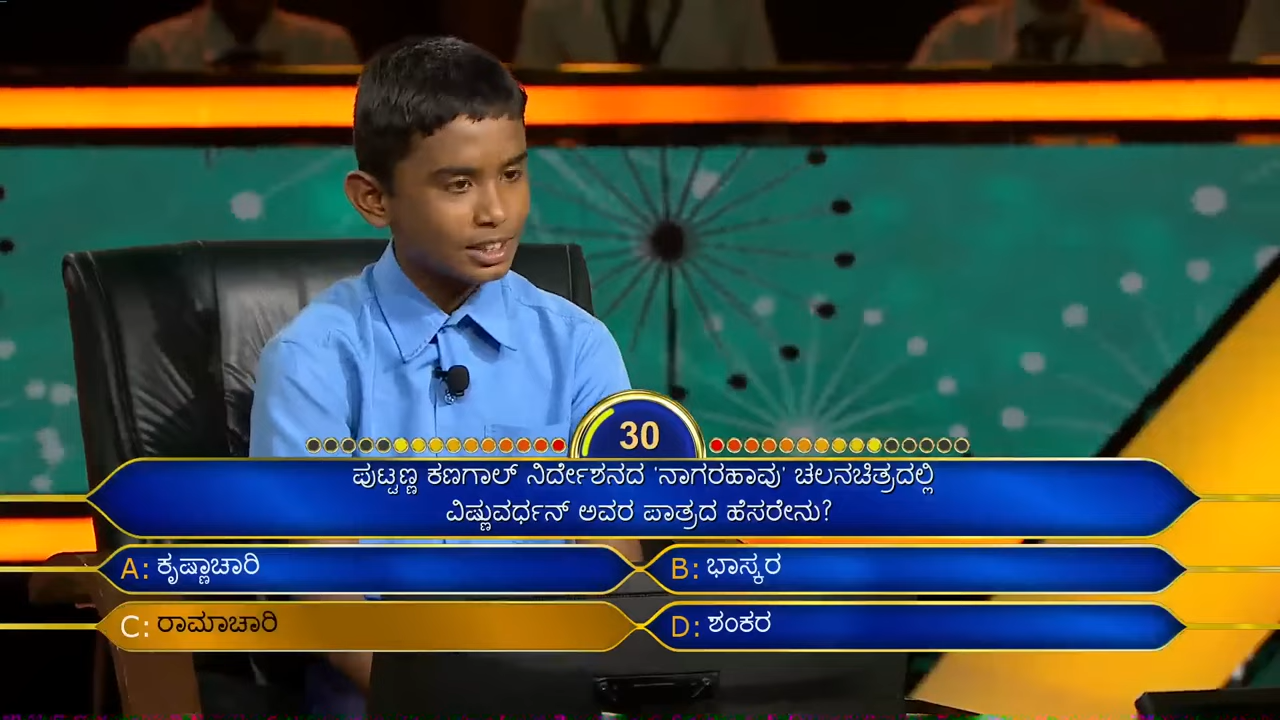 30
ಪುಟ್ಟಣ್ಣ ಕಣಗಾಲ್ ನಿರ್ದೇಶನದ 'ನಾಗರಹಾವು' ಚಲನಚಿತ್ರದಲ್ಲಿ
ವಿಷ್ಣುವರ್ಧನ್ ಅವರ ಪಾತ್ರದ ಹೆಸರೇನು?
A: ಕೃಷ್ಣಾಚಾರಿ
B: ಭಾಸ್ಕರ
C: ರಾಮಾಚಾರಿ
D: ಶಂಕರ